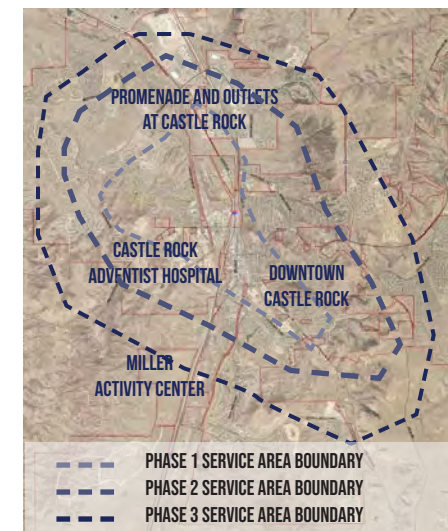 PROMENADE AND OUTLETS
AT CASTLE ROCK
CASTLE ROCK
ADVENTIST HOSPITAL
DOWNTOWN
CASTLE ROCK
MILLER
ACTIVITY CENTER
PHASE 1 SERVICE AREA BOUNDARY
PHASE 2 SERVICE AREA BOUNDARY
PHASE 3 SERVICE AREA BOUNDARY